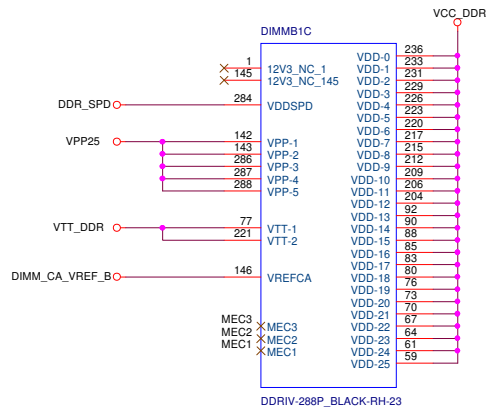 VCC_DDR
DIMMB1C
1 12V3_NC_1
145 12V3_NC_145
DDR_SPD 284 VDDSPD
VPP25 142 VPP-1
143 VPP-2
286 VPP-3
287 VPP-4
288 VPP-5
VTT_DDR 77 VTT-1
221 VTT-2
DIMM_CA_VREF_B 146 VREFCA
MEC3 MEC3
MEC2 MEC2
MEC1 MEC1
VDD-0 236
VDD-1 233
VDD-2 231
VDD-3 229
VDD-4 226
VDD-5 223
VDD-6 220
VDD-7 217
VDD-8 215
VDD-9 212
VDD-10 209
VDD-11 206
VDD-12 204
VDD-13 92
VDD-14 90
VDD-15 88
VDD-16 85
VDD-17 83
VDD-18 80
VDD-19 76
VDD-20 73
VDD-21 70
VDD-22 67
VDD-23 64
VDD-24 61
VDD-25 59
DDRIV-288P_BLACK-RH-23